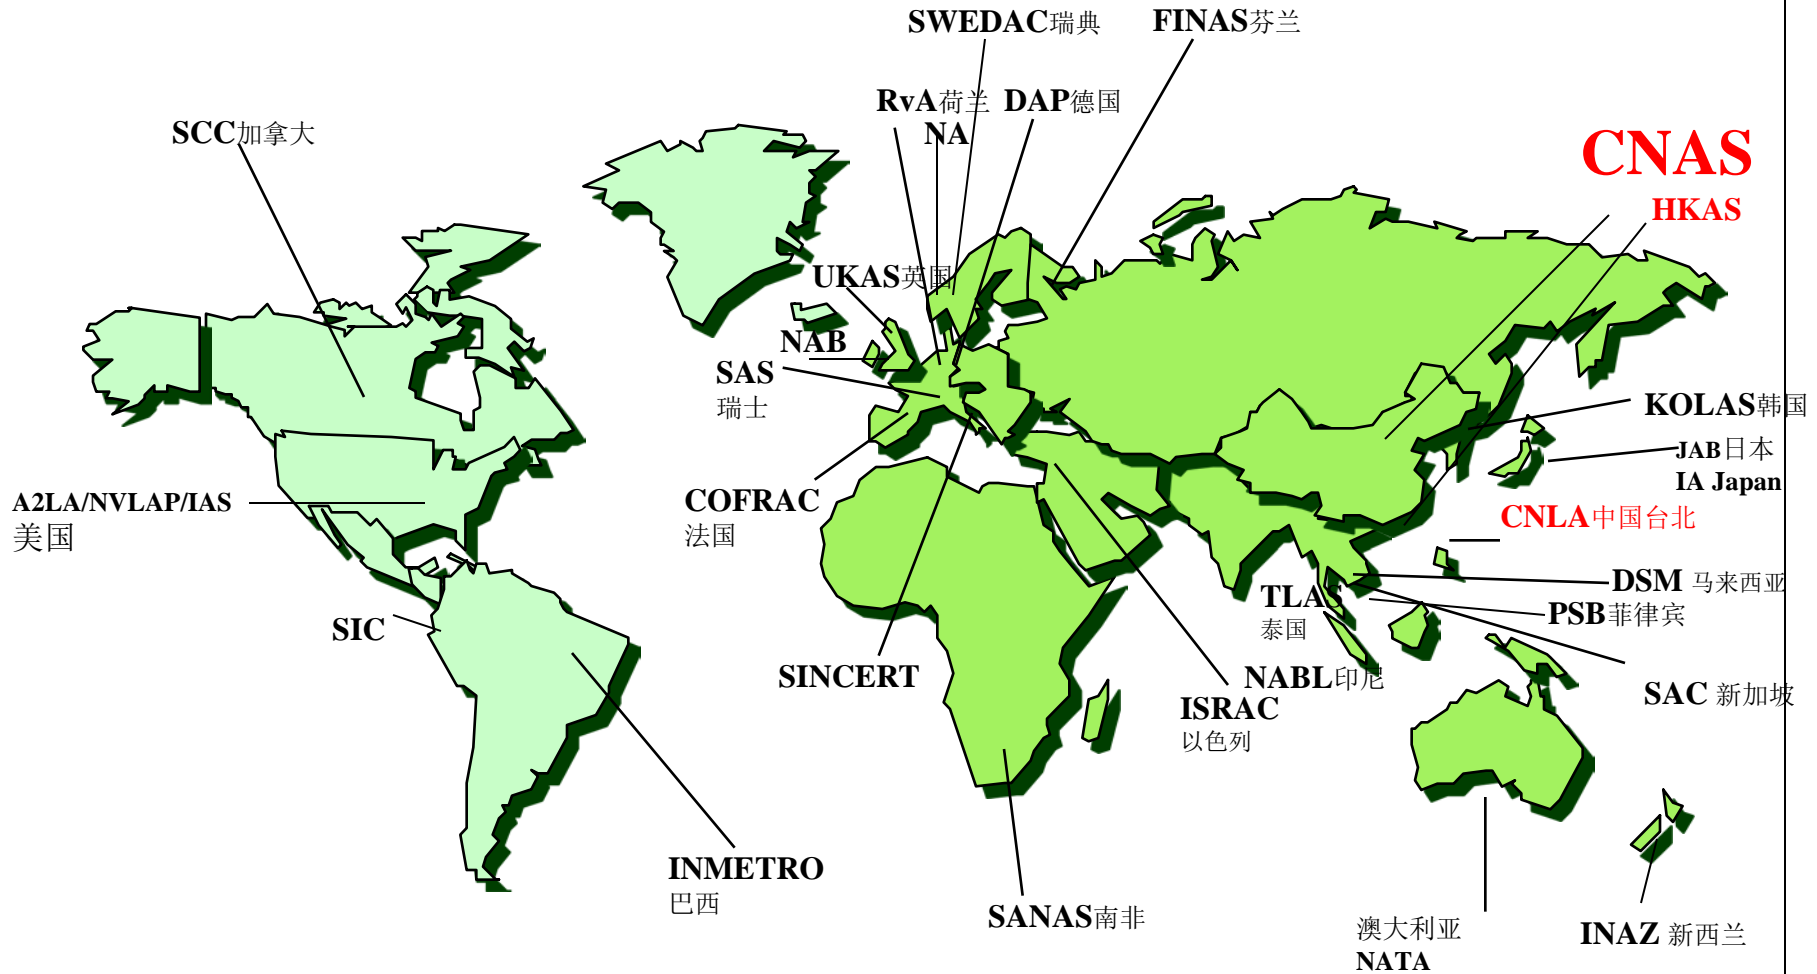 SWEDAC瑞典
FINAS芬兰
RvA荷兰
DAP德国
NA
SCC加拿大
CNAS
HKAS
UKAS英国
NAB
SAS
瑞士
KOLAS韩国
JAB日本
IA Japan
A2LA/NVLAP/IAS
美国
COFRAC
法国
CNLA中国台北
DSM 马来西亚
TLAS
泰国
PSB菲律宾
SIC
SINCERT
NABL印尼
ISRAC
以色列
SAC 新加坡
INMETRO
巴西
SANAS南非
澳大利亚
NATA
INAZ 新西兰